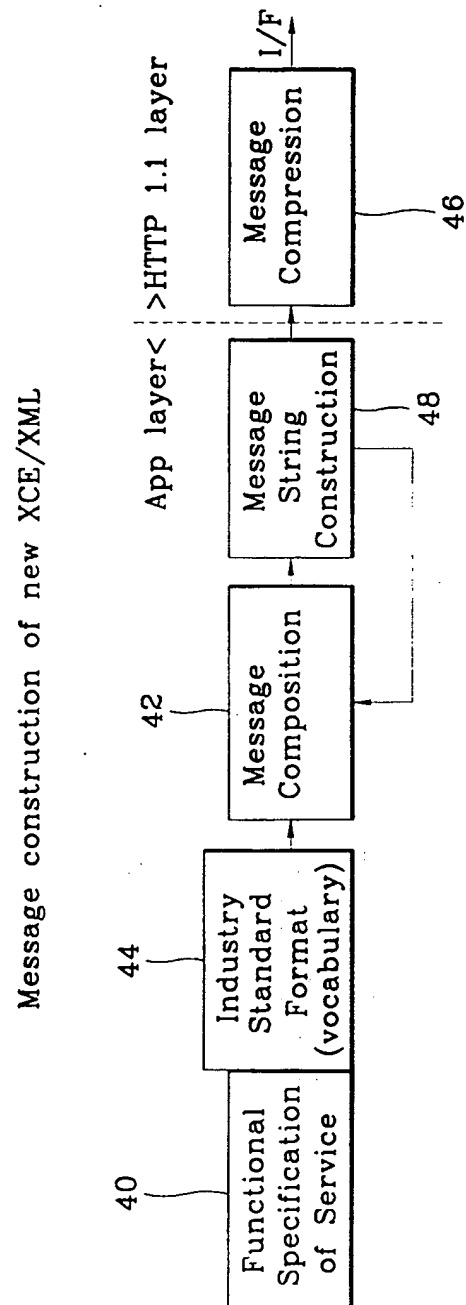 Message construction of new XCE/XML
App layer< >HTTP 1.1 layer
40
Functional
Specification
of Service
44
Industry
Standard
Format
(vocabulary)
42
Message
Composition
Message
String
Construction
48
Message
Compression
46
I/F